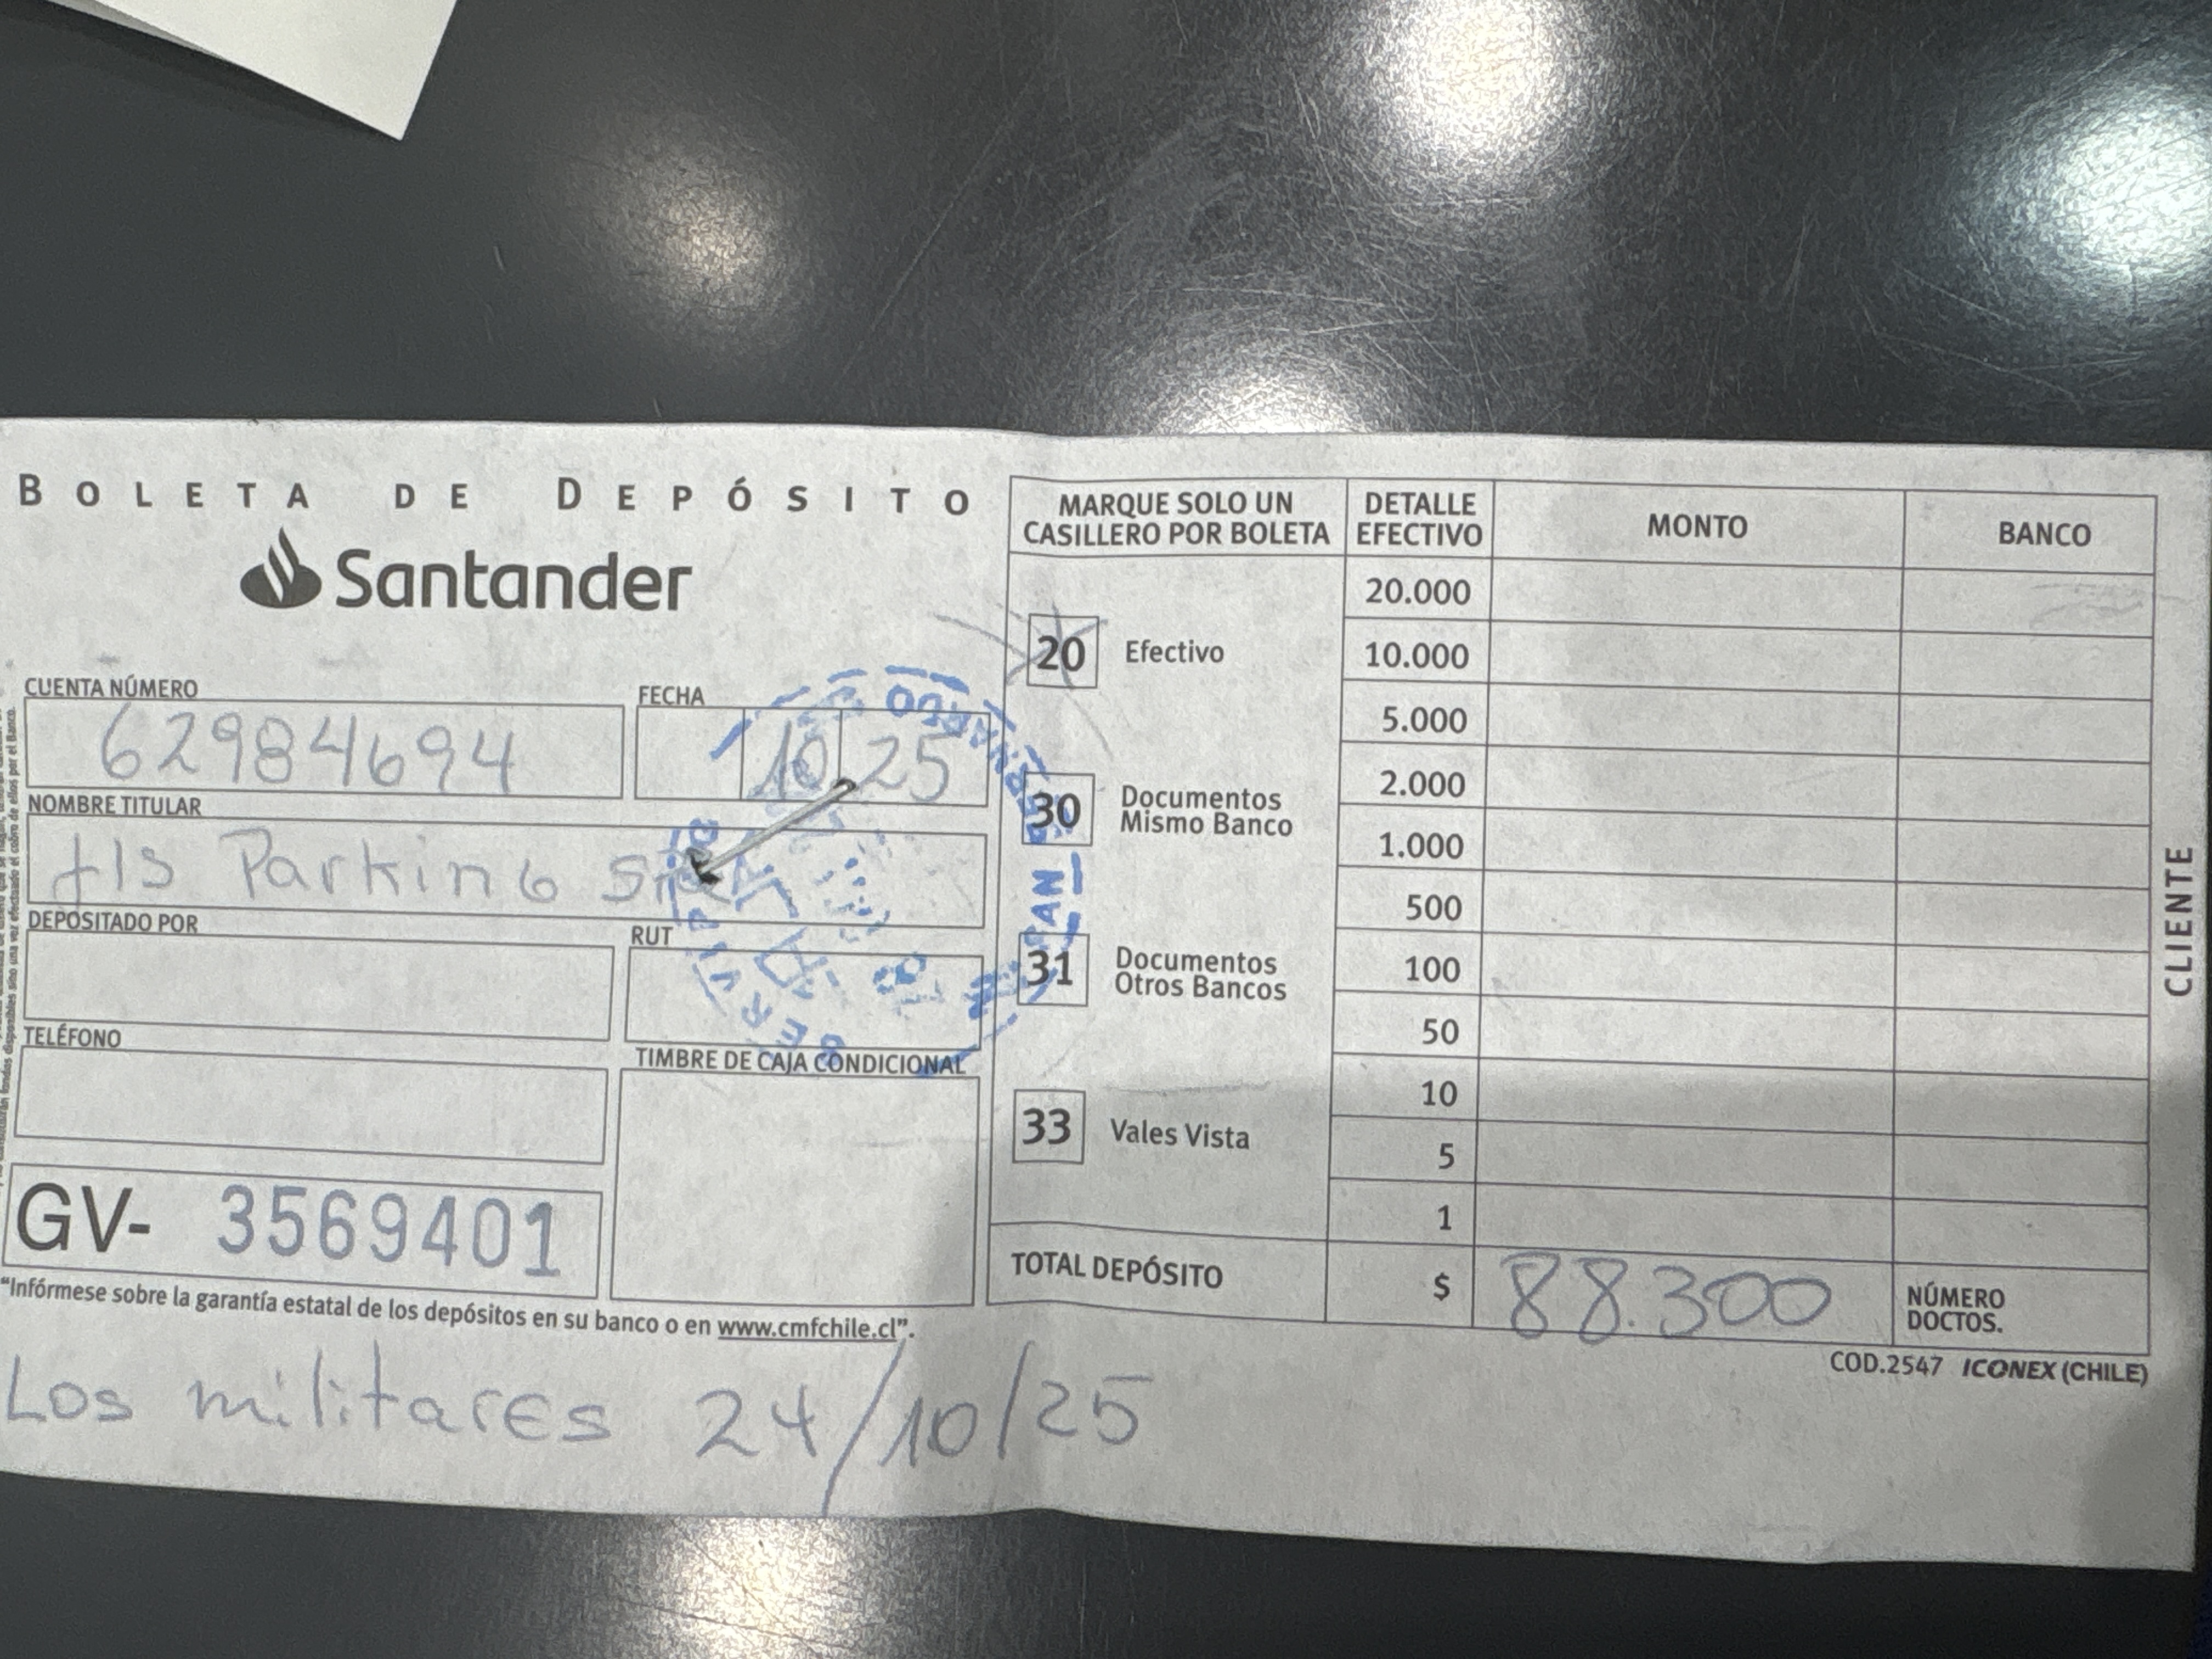 BOLETA DE DEPÓSITO
Santander
CUENTA NÚMERO
62984694
FECHA
10 25
NOMBRE TITULAR
Parking
DEPOSITADO POR
RUT
TELÉFONO
TIMBRE DE CAJA CONDICIONAL
GV- 3569401
"Infórmese sobre la garantía estatal de los depósitos en su banco o en www.cmfchile.cl".
Los militares 24/10/25
MARQUE SOLO UN CASILLERO POR BOLETA
20 Efectivo
30 Documentos Mismo Banco
31 Documentos Otros Bancos
33 Vales Vista
DETALLE EFECTIVO
MONTO
BANCO
20.000
10.000
5.000
2.000
1.000
500
100
50
10
5
1
TOTAL DEPÓSITO $ 88.300
NÚMERO DOCTOS.
COD.2547 ICONEX (CHILE)
CLIENTE